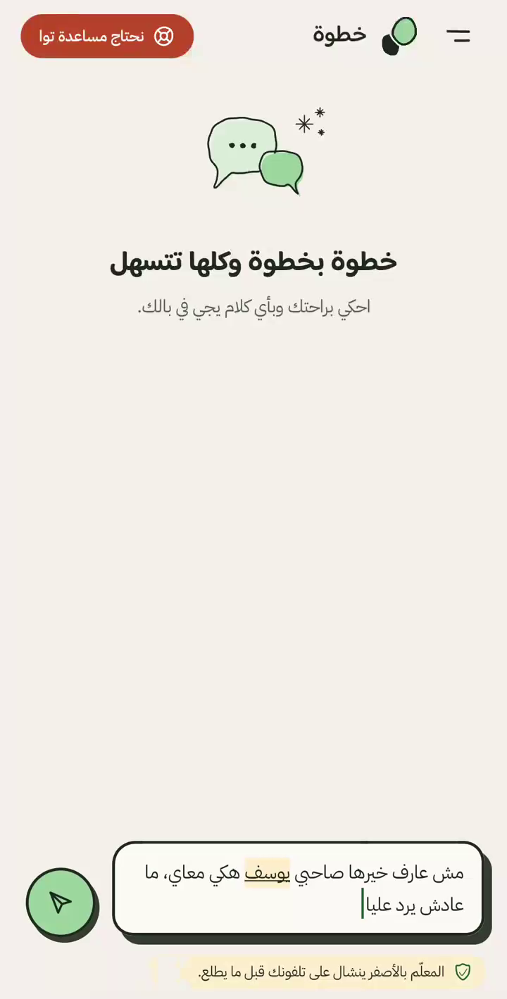 خطوة
نحتاج مساعدة توا
خطوة بخطوة وكلها تتسهل
احكي براحتك وبأي كلام يجي في بالك.
مش عارف خيرها صاحبي يوسف هكي معاي، ما
عادش يرد عليا
المعلّم بالأصفر ينشال على تلفونك قبل ما يطلع.